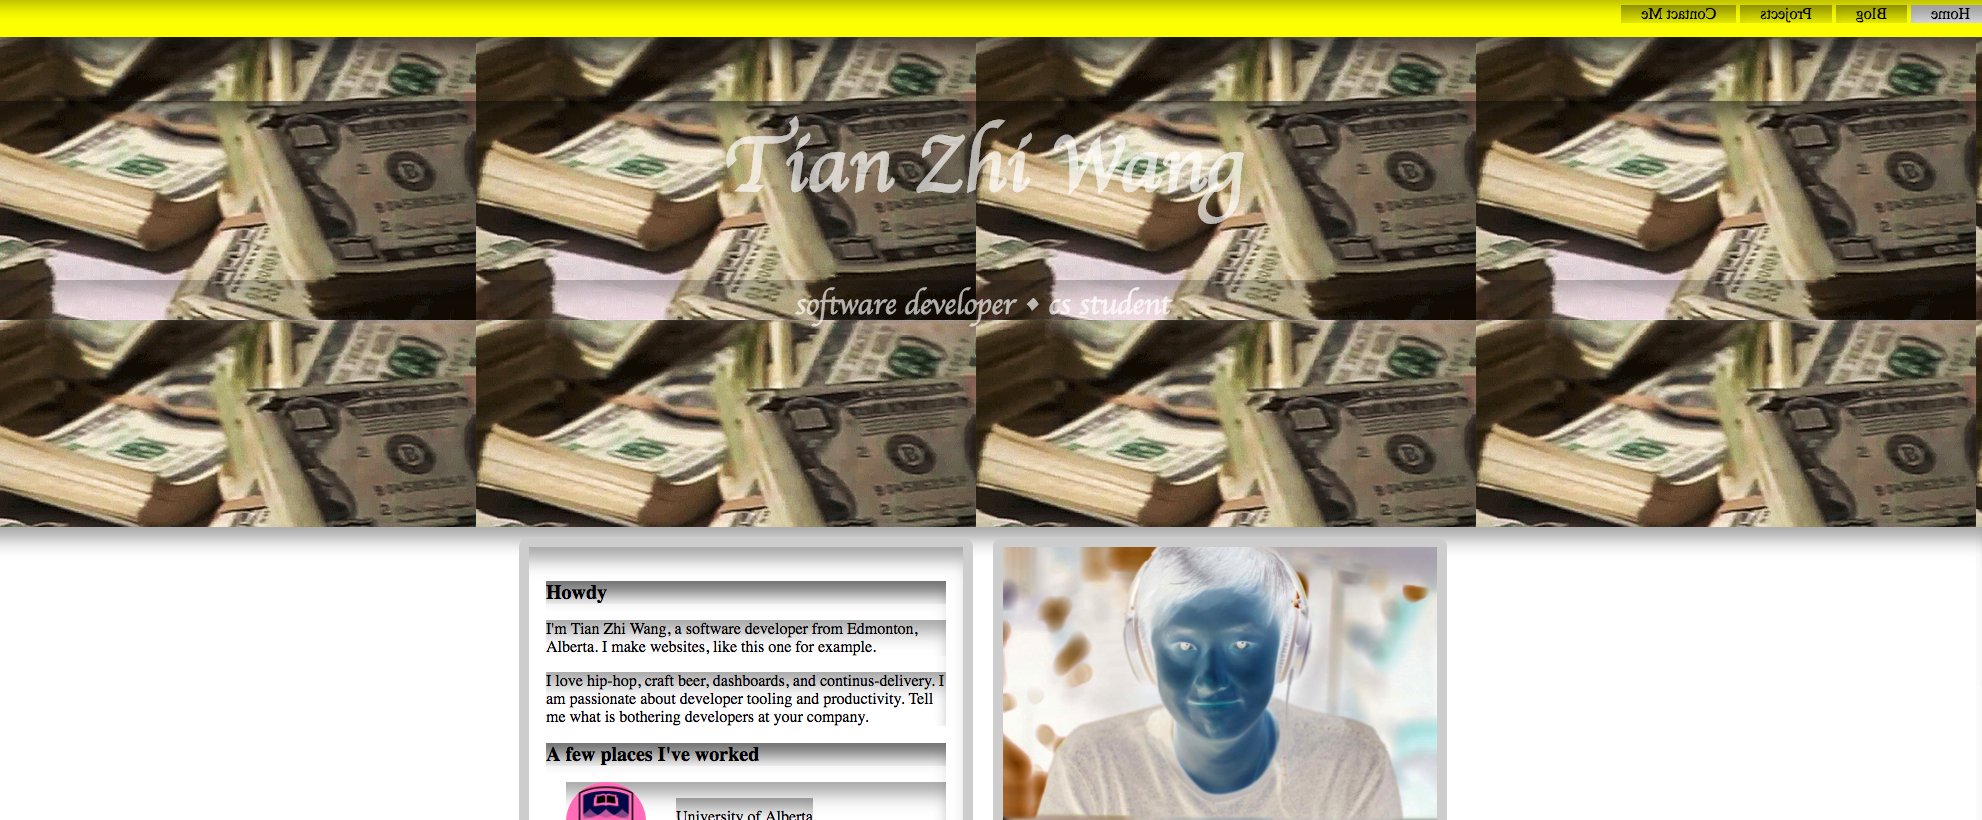 Contact Me Projects Blog Home
Tian Zhi Wang
software developer ◆ cs student
Howdy
I'm Tian Zhi Wang, a software developer from Edmonton,
Alberta. I make websites, like this one for example.
I love hip-hop, craft beer, dashboards, and continus-delivery. I
am passionate about developer tooling and productivity. Tell
me what is bothering developers at your company.
A few places I've worked
University of Alberta